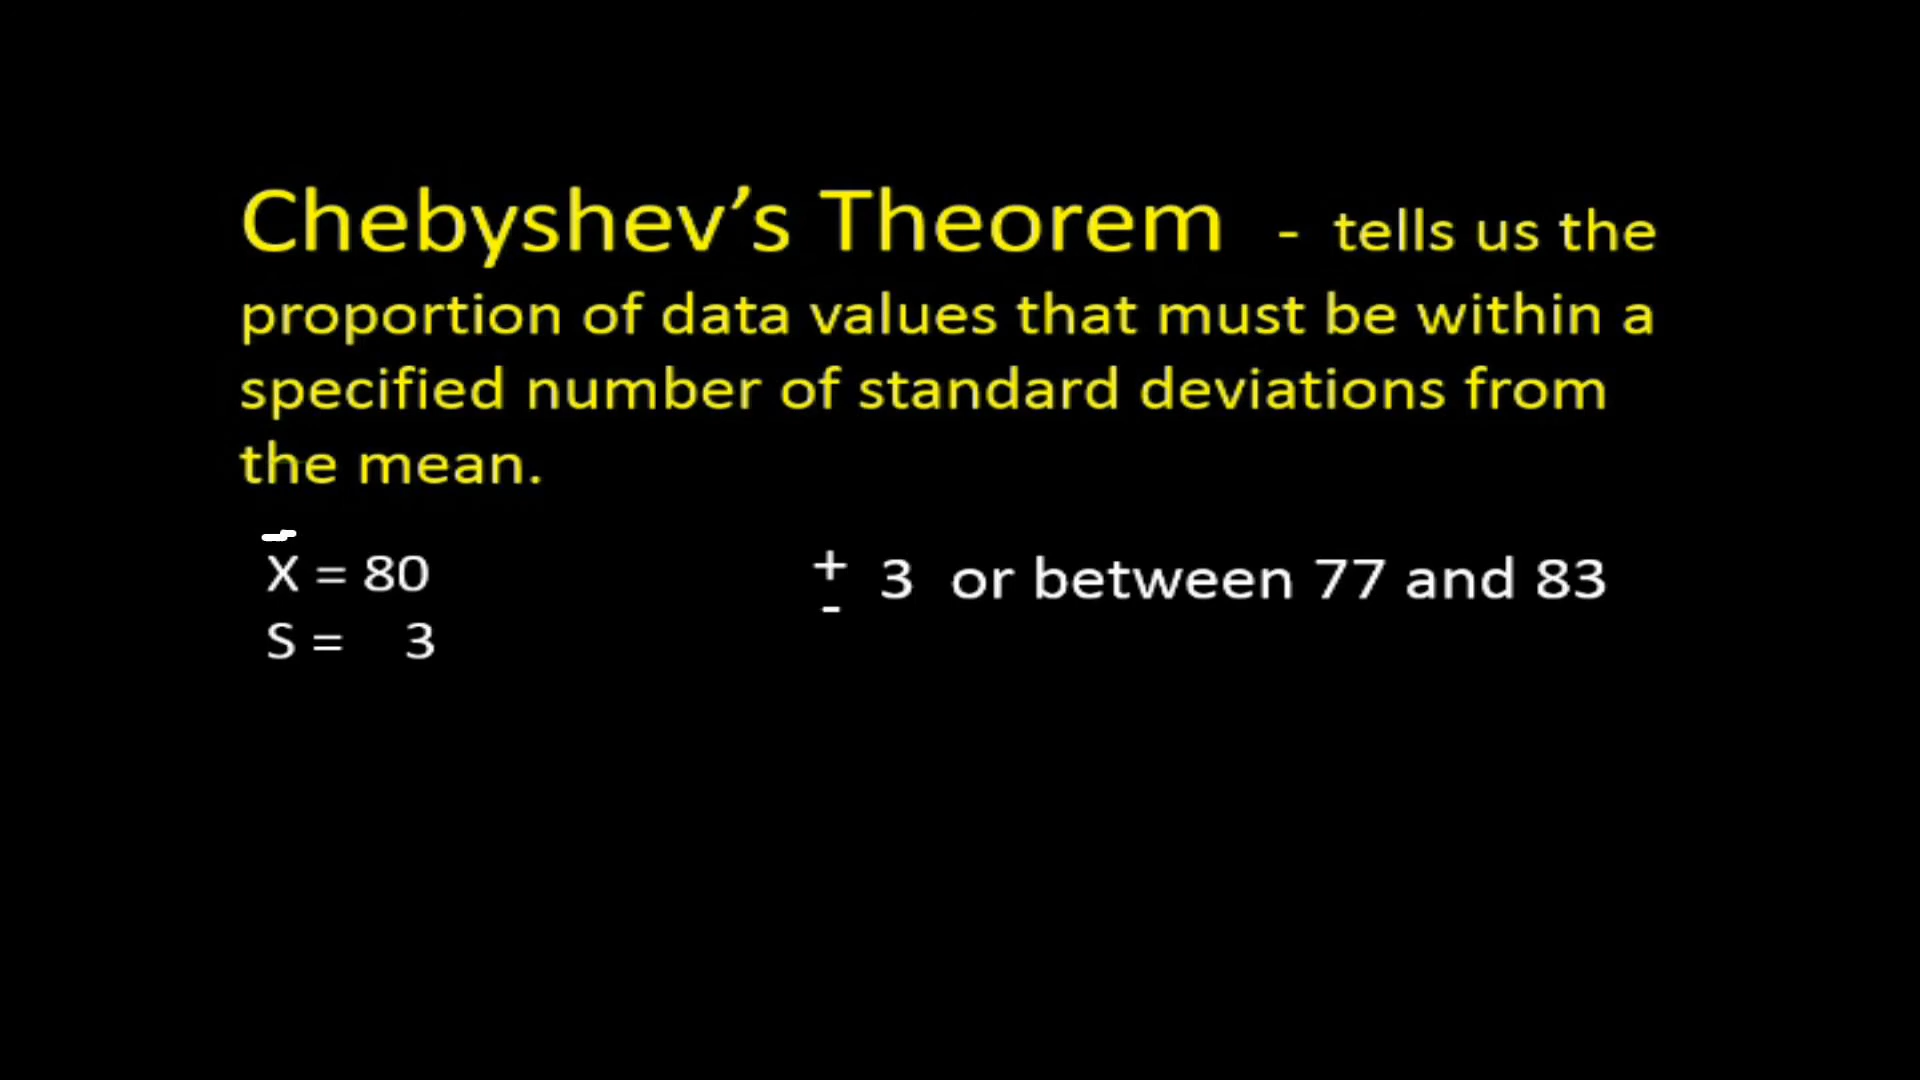 Chebyshev’s Theorem - tells us the
proportion of data values that must be within a
specified number of standard deviations from
the mean.
X̄ = 80
S = 3
± 3 or between 77 and 83